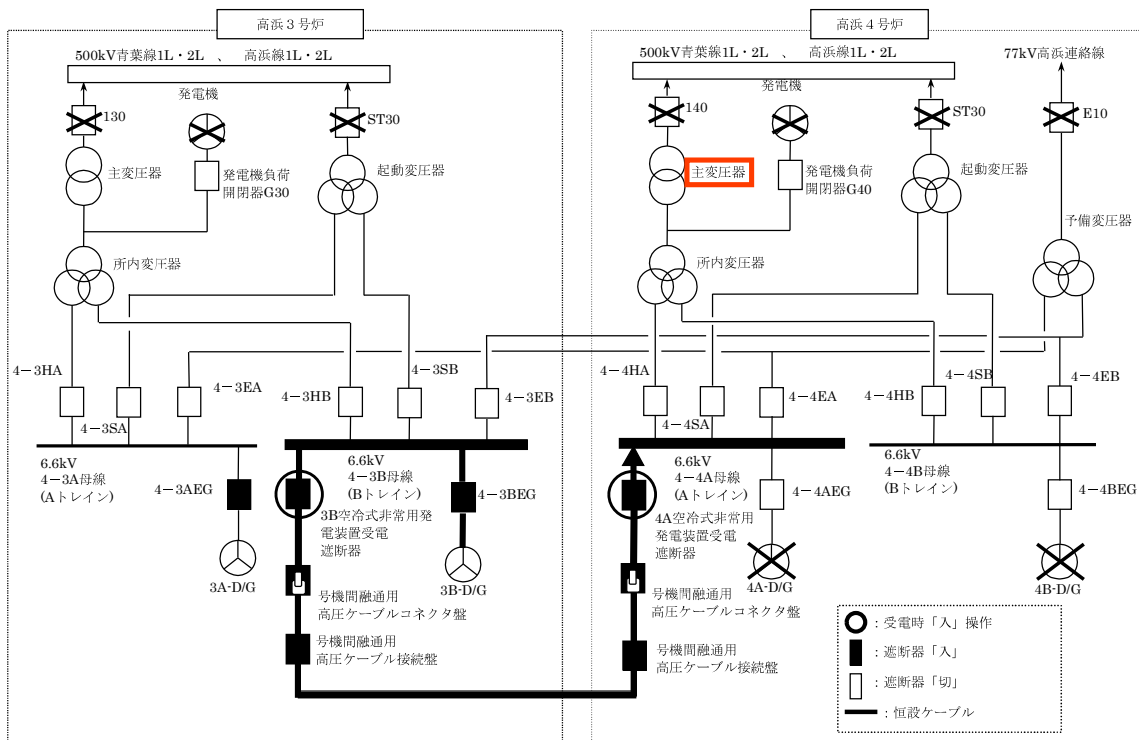 高浜３号炉
500kV青葉線1L・2L 、 高浜線1L・2L
発電機
130
ST30
主変圧器
発電機負荷
開閉器G30
起動変圧器
所内変圧器
4－3HA
4－3SA
4－3EA
4－3HB
4－3SB
4－3EB
6.6kV
4－3A母線
(Aトレイン)
4－3AEG
3A-D/G
6.6kV
4－3B母線
(Bトレイン)
4－3BEG
3B-D/G
3B空冷式非常用発
電装置受電
遮断器
号機間融通用
高圧ケーブルコネクタ盤
号機間融通用
高圧ケーブル接続盤
高浜４号炉
500kV青葉線1L・2L 、 高浜線1L・2L
77kV高浜連絡線
発電機
140
ST30
E10
主変圧器
発電機負荷
開閉器G40
起動変圧器
予備変圧器
所内変圧器
4－4HA
4－4SA
4－4EA
4－4HB
4－4SB
4－4EB
6.6kV
4－4A母線
(Aトレイン)
4－4AEG
4A-D/G
6.6kV
4－4B母線
(Bトレイン)
4－4BEG
4B-D/G
4A空冷式非常用
発電装置受電
遮断器
号機間融通用
高圧ケーブルコネクタ盤
号機間融通用
高圧ケーブル接続盤
：受電時「入」操作
：遮断器「入」
：遮断器「切」
：恒設ケーブル